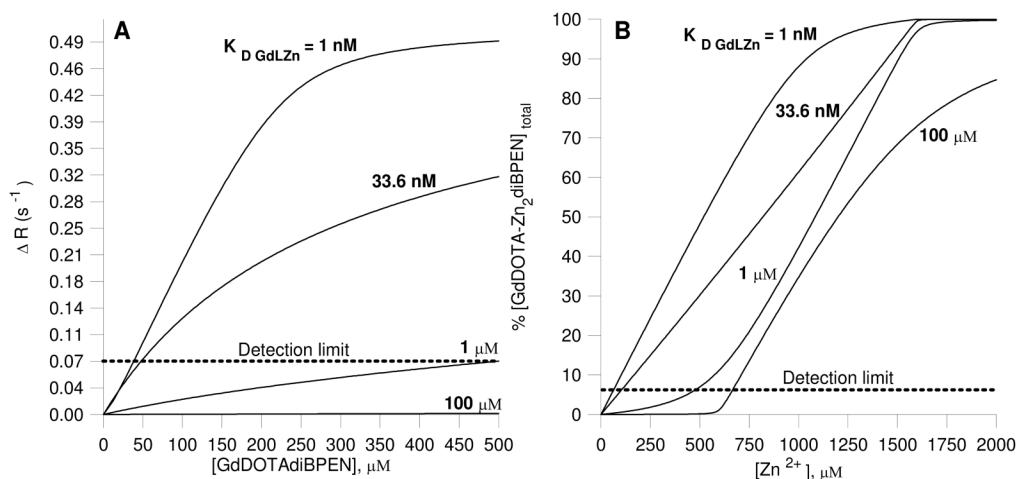 A
K D GdLZn = 1 nM
0.49
0.46
0.42
0.39
0.35
0.32
0.28
0.25
0.21
0.18
0.14
0.11
0.07
0.04
0.00
Δ R (s -1 )
33.6 nM
Detection limit
1 μM
100 μM
0 50 100 150 200 250 300 350 400 450 500
[GdDOTAdiBPEN], μM
B
K D GdLZn = 1 nM
100
90
80
70
60
50
40
30
20
10
0
% [GdDOTA-Zn2diBPEN] total
33.6 nM
100 μM
1 μM
Detection limit
0 250 500 750 1000 1250 1500 1750 2000
[Zn 2+ ], μM